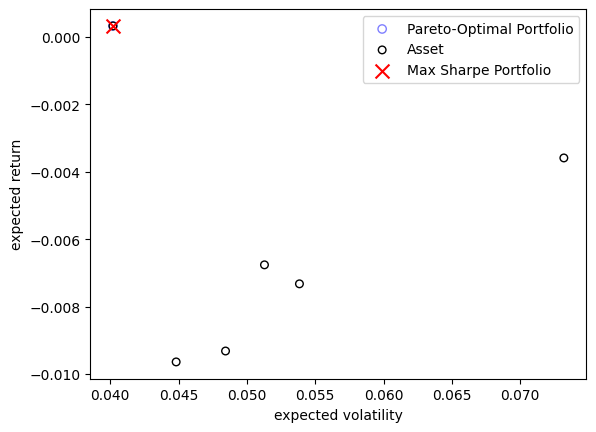 Pareto-Optimal Portfolio
Asset
Max Sharpe Portfolio
0.000
−0.002
−0.004
−0.006
−0.008
−0.010
expected return
0.040 0.045 0.050 0.055 0.060 0.065 0.070
expected volatility